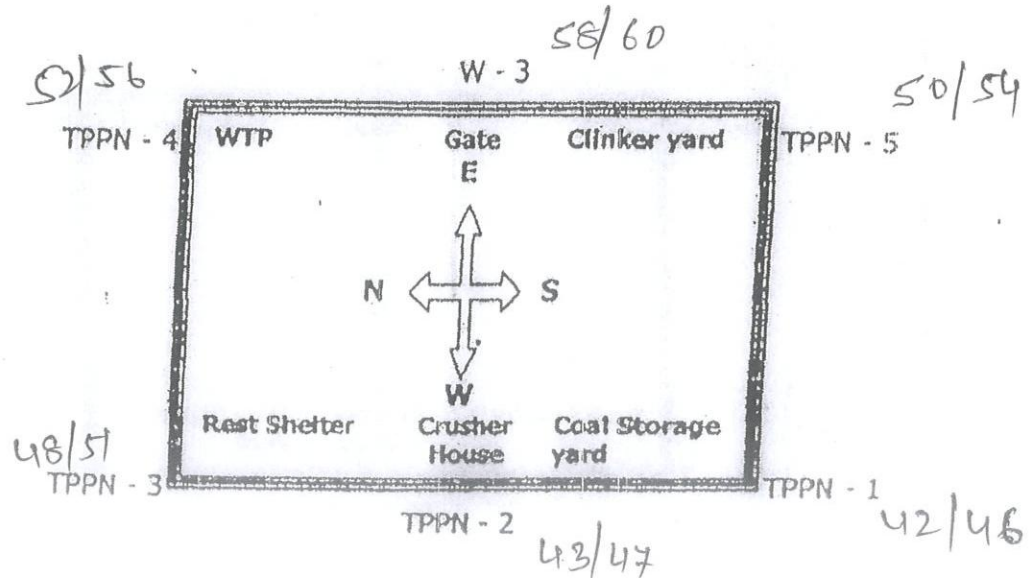 58/60
52/56
W - 3
50/54
TPPN - 4
WTP
Gate
Clinker yard
TPPN - 5
E
N
S
W
Rest Shelter
Crusher
House
Coal Storage
yard
48/51
TPPN - 3
TPPN - 1
TPPN - 2
42/46
43/47